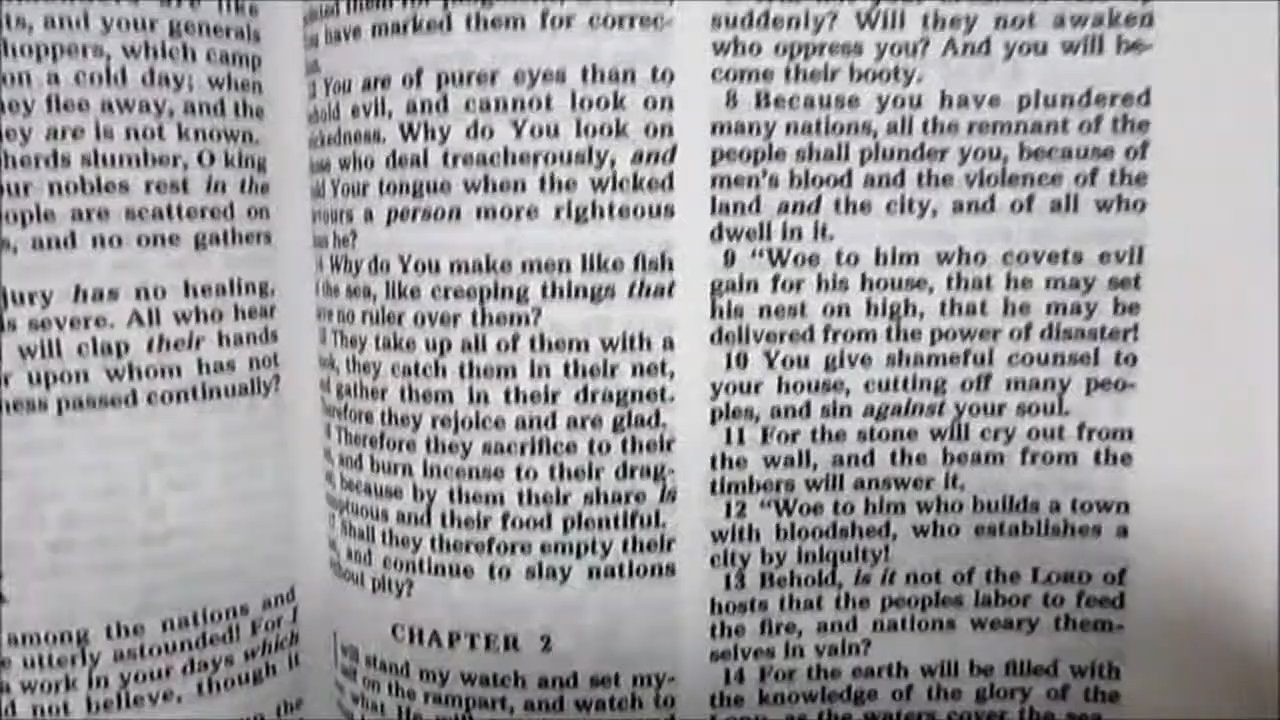 ts, and your generals
hoppers, which camp
on a cold day; when
ey flee away, and the
ey are is not known.
herds slumber, O king
ur nobles rest in the
ople are scattered on
s, and no one gathers
jury has no healing,
s severe. All who hear
will clap their hands
r upon whom has not
ness passed continually?
among the nations and
utterly astounded! For I
a work in your days which
d not believe, though it
the
have marked them for correc-
You are of purer eyes than to
evil, and cannot look on
Why do You look on
who deal treacherously, and
Your tongue when the wicked
a person more righteous
he?
Why do You make men like fish
the sea, like creeping things that
no ruler over them?
They take up all of them with a
they catch them in their net,
gather them in their dragnet.
they rejoice and are glad.
Therefore they sacrifice to their
and burn incense to their drag-
because by them their share is
and their food plentiful.
Shall they therefore empty their
and continue to slay nations
pity?
CHAPTER 2
I will stand my watch and set my-
on the rampart, and watch to
what He
suddenly? Will they not awaken
who oppress you? And you will be-
come their booty.
8 Because you have plundered
many nations, all the remnant of the
people shall plunder you, because of
men's blood and the violence of the
land and the city, and of all who
dwell in it.
9 "Woe to him who covets evil
gain for his house, that he may set
his nest on high, that he may be
delivered from the power of disaster!
10 You give shameful counsel to
your house, cutting off many peo-
ples, and sin against your soul.
11 For the stone will cry out from
the wall, and the beam from the
timbers will answer it.
12 "Woe to him who builds a town
with bloodshed, who establishes a
city by iniquity!
13 Behold, is it not of the LORD of
hosts that the peoples labor to feed
the fire, and nations weary them-
selves in vain?
14 For the earth will be filled with
the knowledge of the glory of the
LORD, as the waters cover the sea.